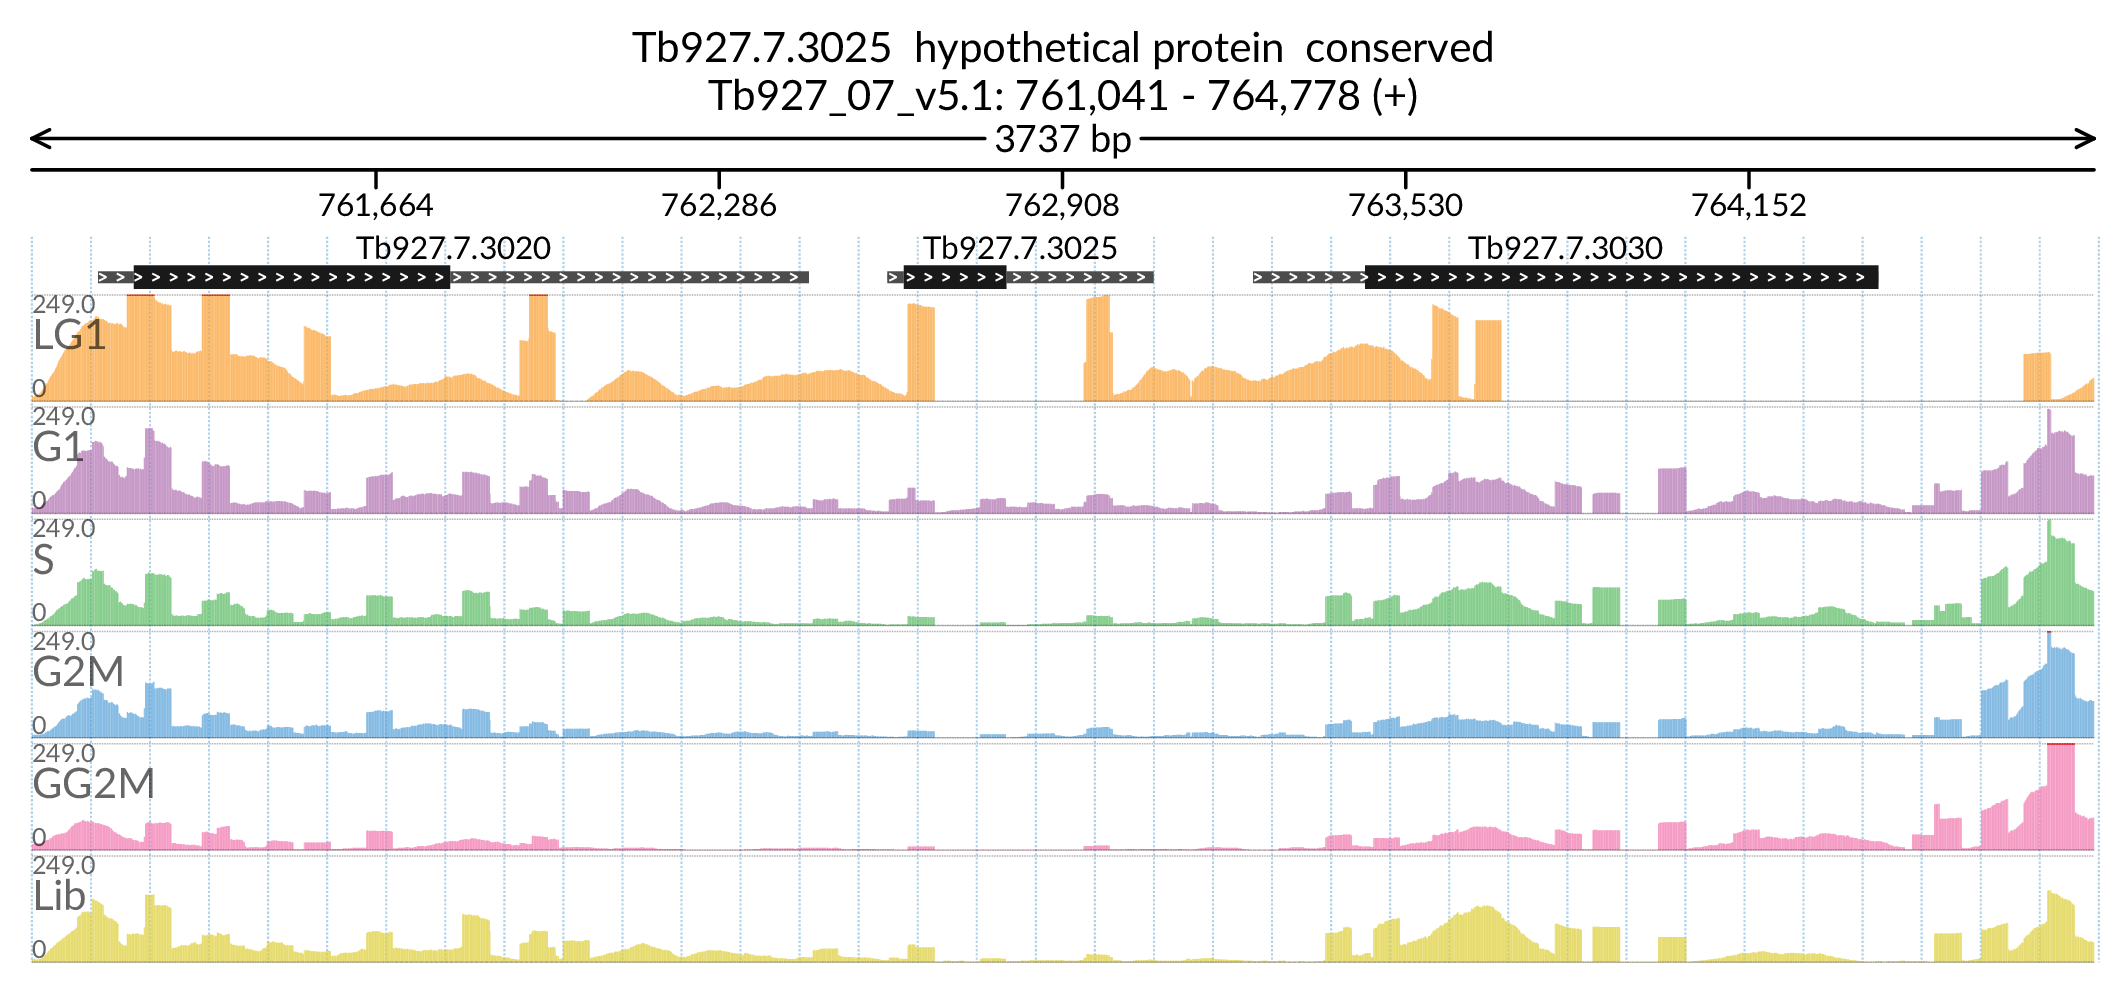 Tb927.7.3025  hypothetical protein  conserved
Tb927_07_v5.1: 761,041 - 764,778 (+)
3737 bp
761,664 762,286 762,908 763,530 764,152
Tb927.7.3020 Tb927.7.3025 Tb927.7.3030
249.0
LG1
0
249.0
G1
0
249.0
S
0
249.0
G2M
0
249.0
GG2M
0
249.0
Lib
0